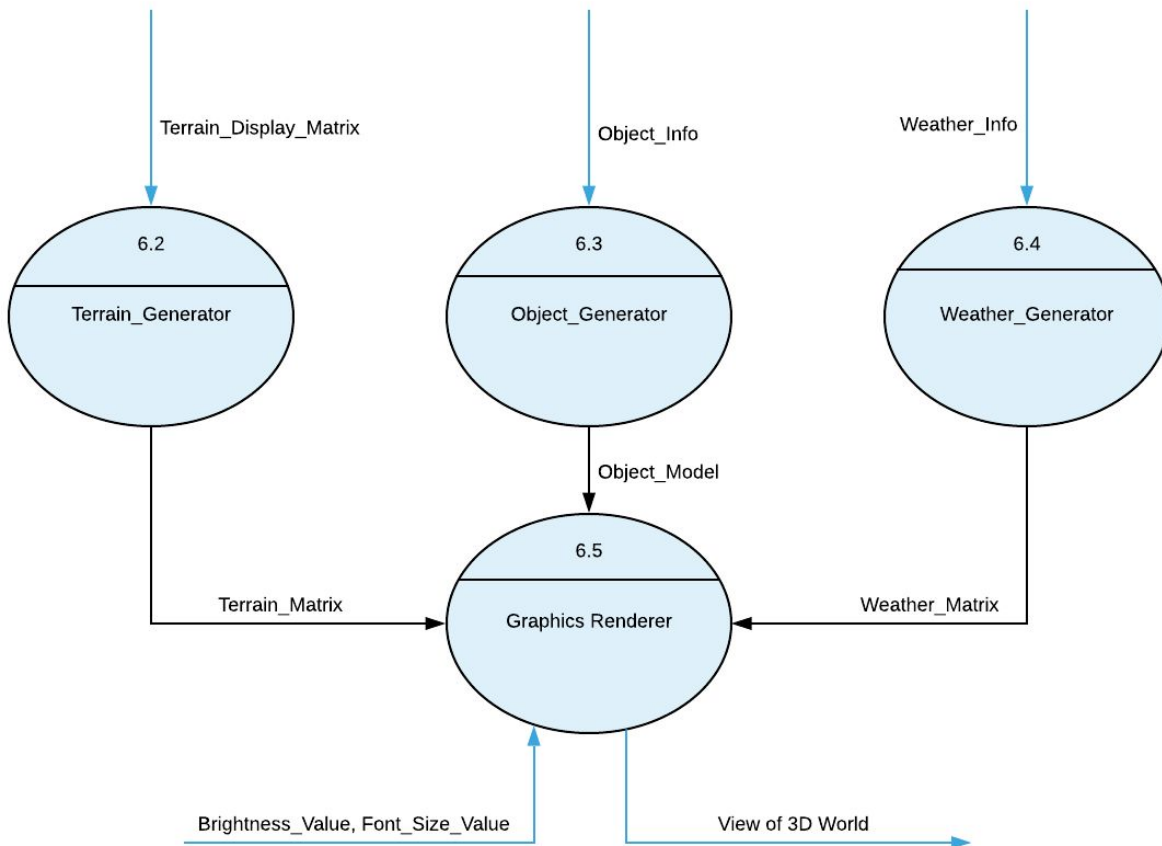 Terrain_Display_Matrix
Object_Info
Weather_Info
6.2
6.3
6.4
Terrain_Generator
Object_Generator
Weather_Generator
Object_Model
6.5
Terrain_Matrix
Weather_Matrix
Graphics Renderer
Brightness_Value, Font_Size_Value
View of 3D World